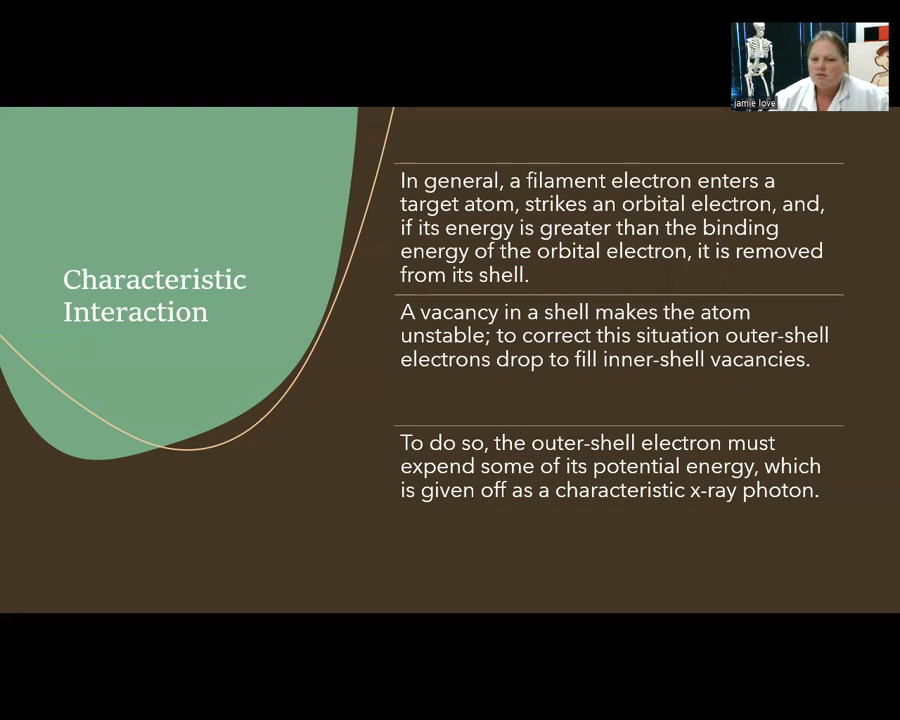 jamie love
Characteristic
Interaction
In general, a filament electron enters a
target atom, strikes an orbital electron, and,
if its energy is greater than the binding
energy of the orbital electron, it is removed
from its shell.
A vacancy in a shell makes the atom
unstable; to correct this situation outer-shell
electrons drop to fill inner-shell vacancies.
To do so, the outer-shell electron must
expend some of its potential energy, which
is given off as a characteristic x-ray photon.